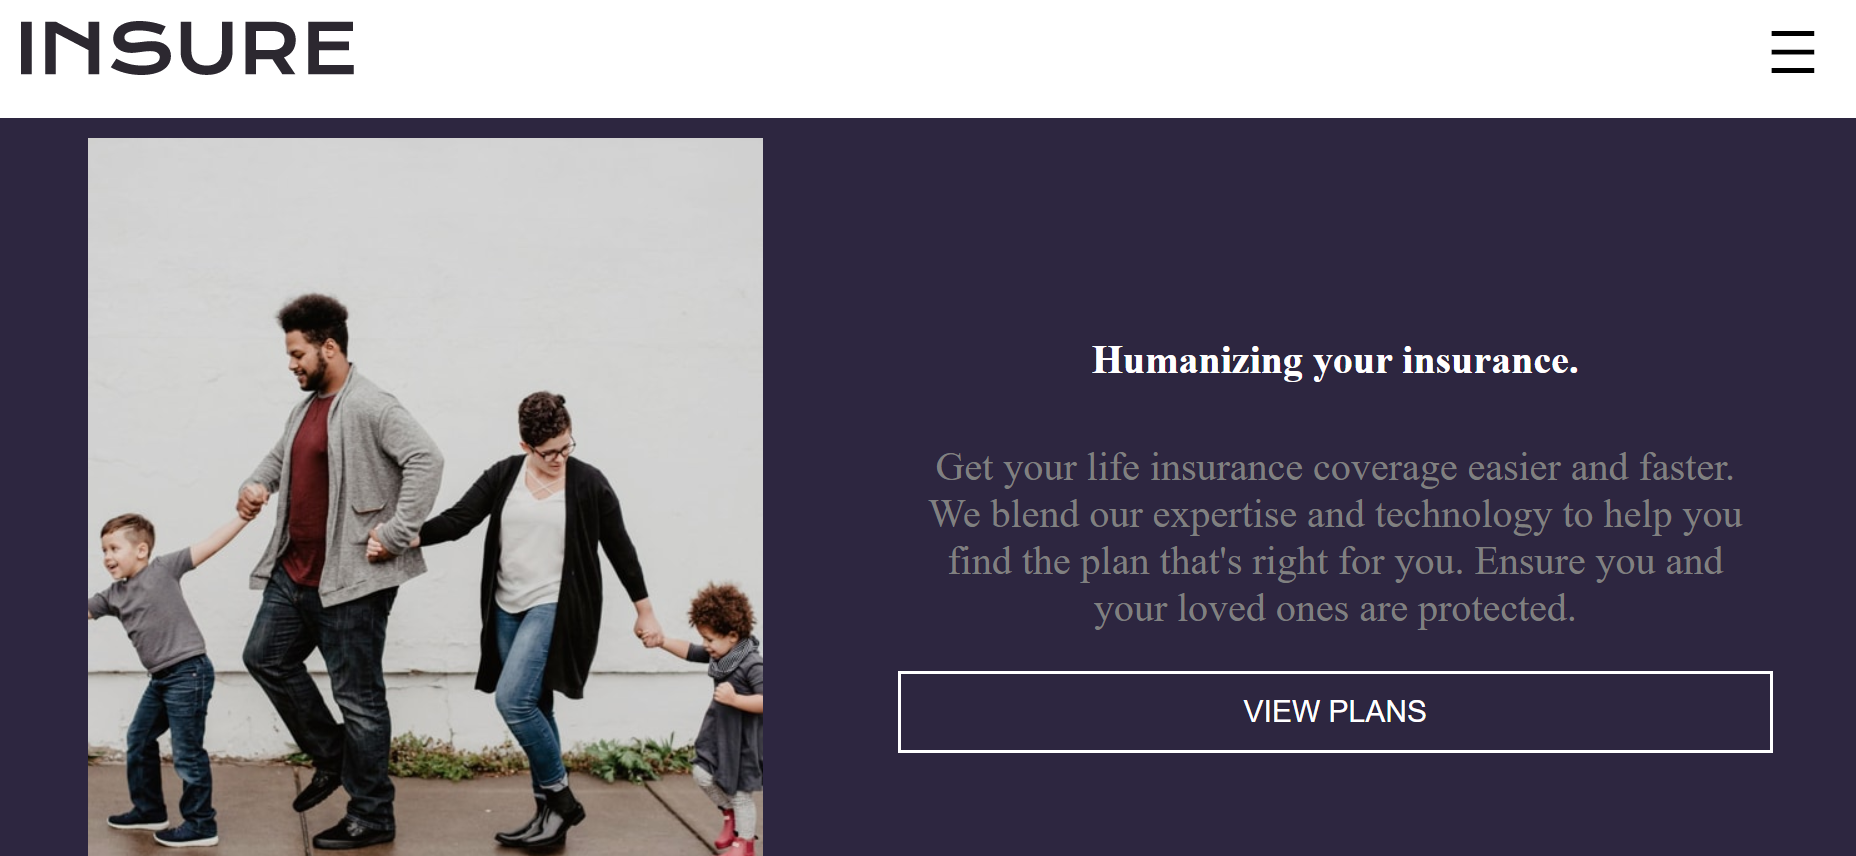 INSURE
Humanizing your insurance.
Get your life insurance coverage easier and faster.
We blend our expertise and technology to help you
find the plan that's right for you. Ensure you and
your loved ones are protected.
VIEW PLANS